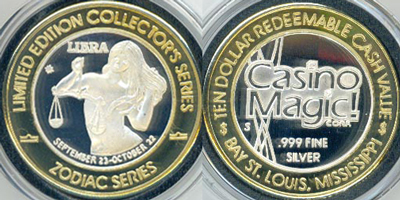 LIMITED EDITION COLLECTOR'S SERIES
LIBRA
SEPTEMBER 23-OCTOBER 22
ZODIAC SERIES
TEN DOLLAR REDEEMABLE CASH VALUE
Casino
Magic!
CORP.
S
.999 FINE
SILVER
$ BAY ST. LOUIS, MISSISSIPPI $